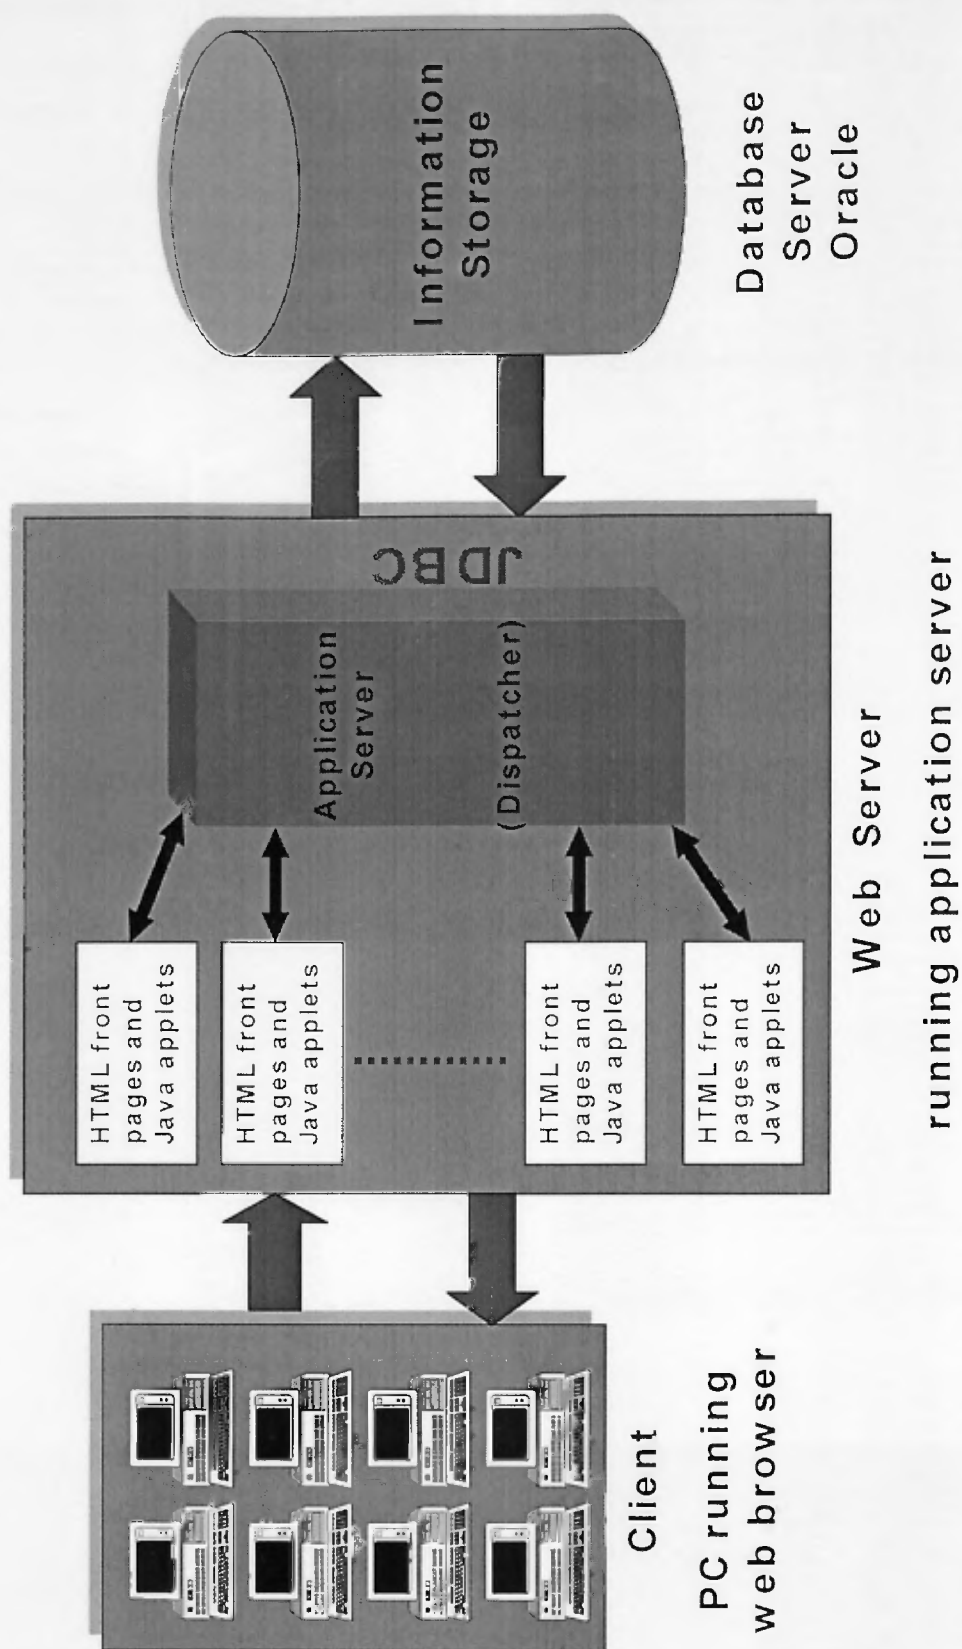 Client
PC running
web browser
HTML front
pages and
Java applets
HTML front
pages and
Java applets
HTML front
pages and
Java applets
HTML front
pages and
Java applets
Application
Server
(Dispatcher)
JDBC
Web Server
running application server
Information
Storage
Database
Server
Oracle